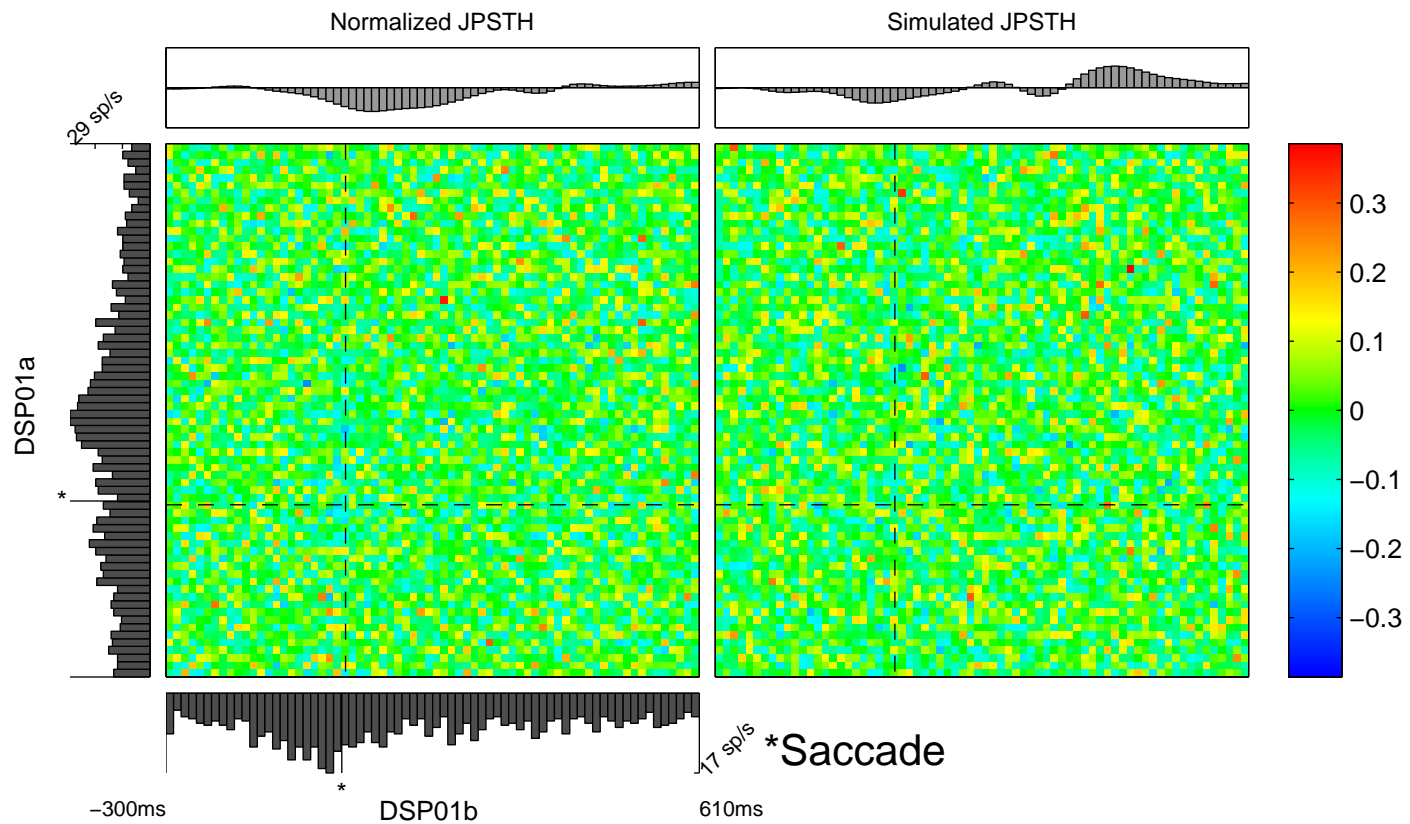 Normalized JPSTH
Simulated JPSTH
29 sp/s
DSP01a
*
0.3
0.2
0.1
0
−0.1
−0.2
−0.3
17 sp/s
*Saccade
*
−300ms
DSP01b
610ms